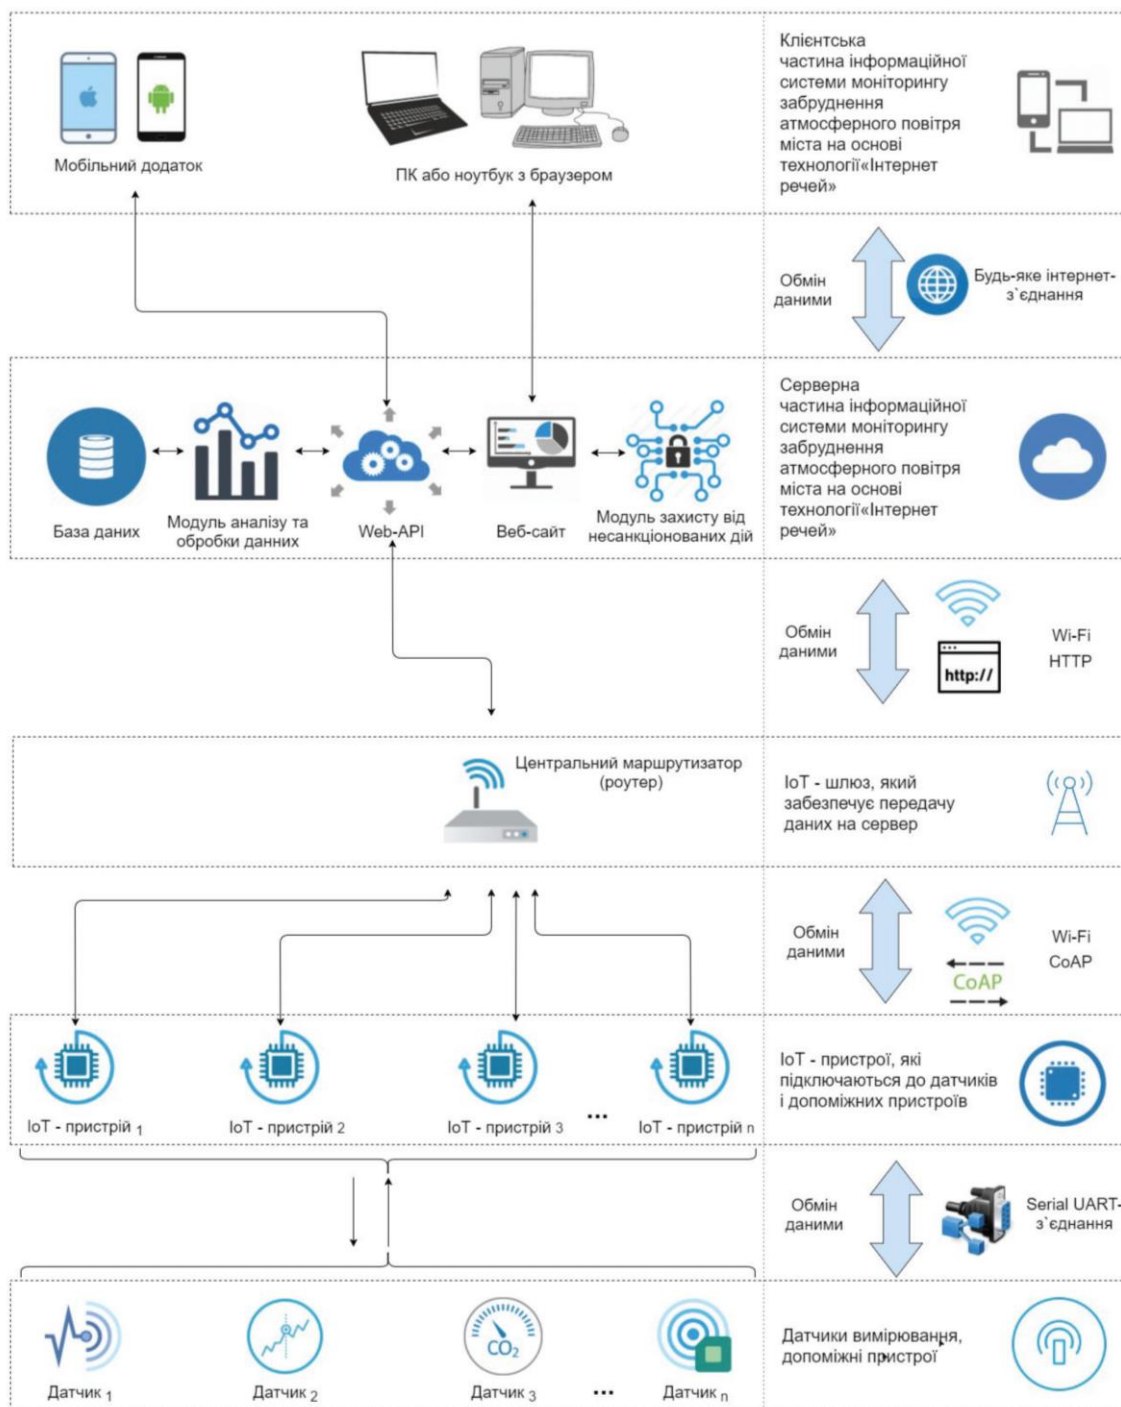 Мобільний додаток
ПК або ноутбук з браузером
Клієнтська
частина інформаційної
системи моніторингу
забруднення
атмосферного повітря
міста на основі
технології«Інтернет
речей»
Обмін
даними
Будь-яке інтернет-
з`єднання
База даних
Модуль аналізу та
обробки данних
Web-API
Веб-сайт
Модуль захисту від
несанкціонованих дій
Серверна
частина інформаційної
системи моніторингу
забруднення
атмосферного повітря
міста на основі
технології«Інтернет
речей»
Обмін
даними
http://
Wi-Fi
HTTP
Центральний маршрутизатор
(роутер)
IoT - шлюз, який
забезпечує передачу
даних на сервер
Обмін
даними
CoAP
Wi-Fi
CoAP
IoT - пристрій 1
IoT - пристрій 2
IoT - пристрій 3
...
IoT - пристрій n
IoT - пристрої, які
підключаються до датчиків
і допоміжних пристроїв
Обмін
даними
Serial UART-
з`єднання
CO2
Датчик 1
Датчик 2
Датчик 3
...
Датчик n
Датчики вимірювання,
допоміжні пристрої